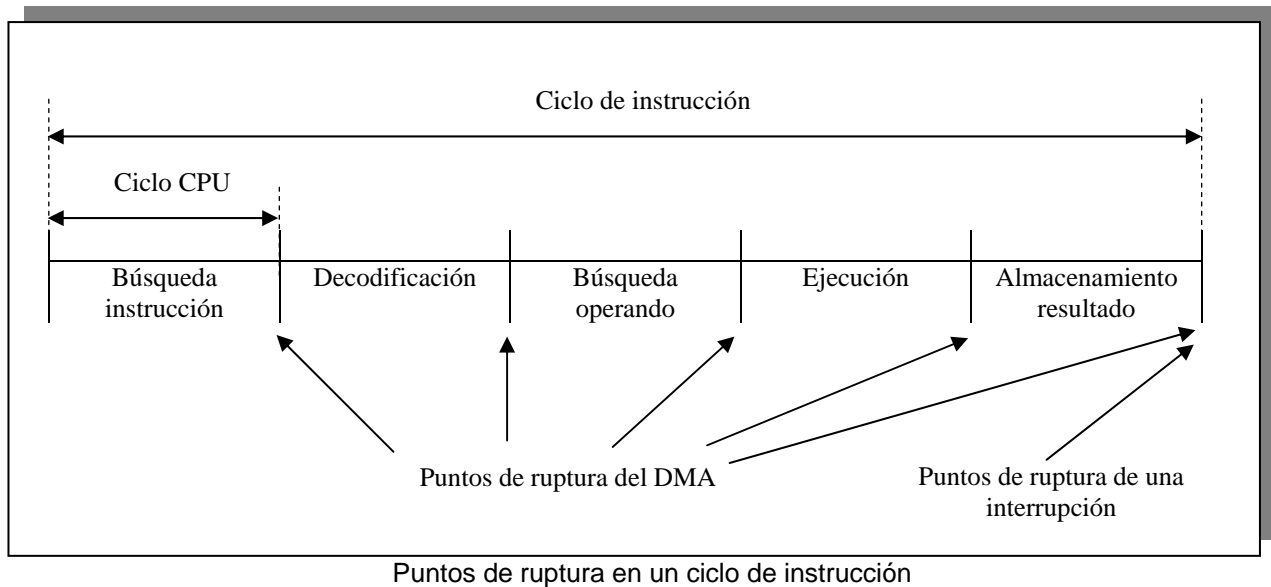 Ciclo de instrucción
Ciclo CPU
Búsqueda
instrucción
Decodificación
Búsqueda
operando
Ejecución
Almacenamiento
resultado
Puntos de ruptura del DMA
Puntos de ruptura de una
interrupción
Puntos de ruptura en un ciclo de instrucción